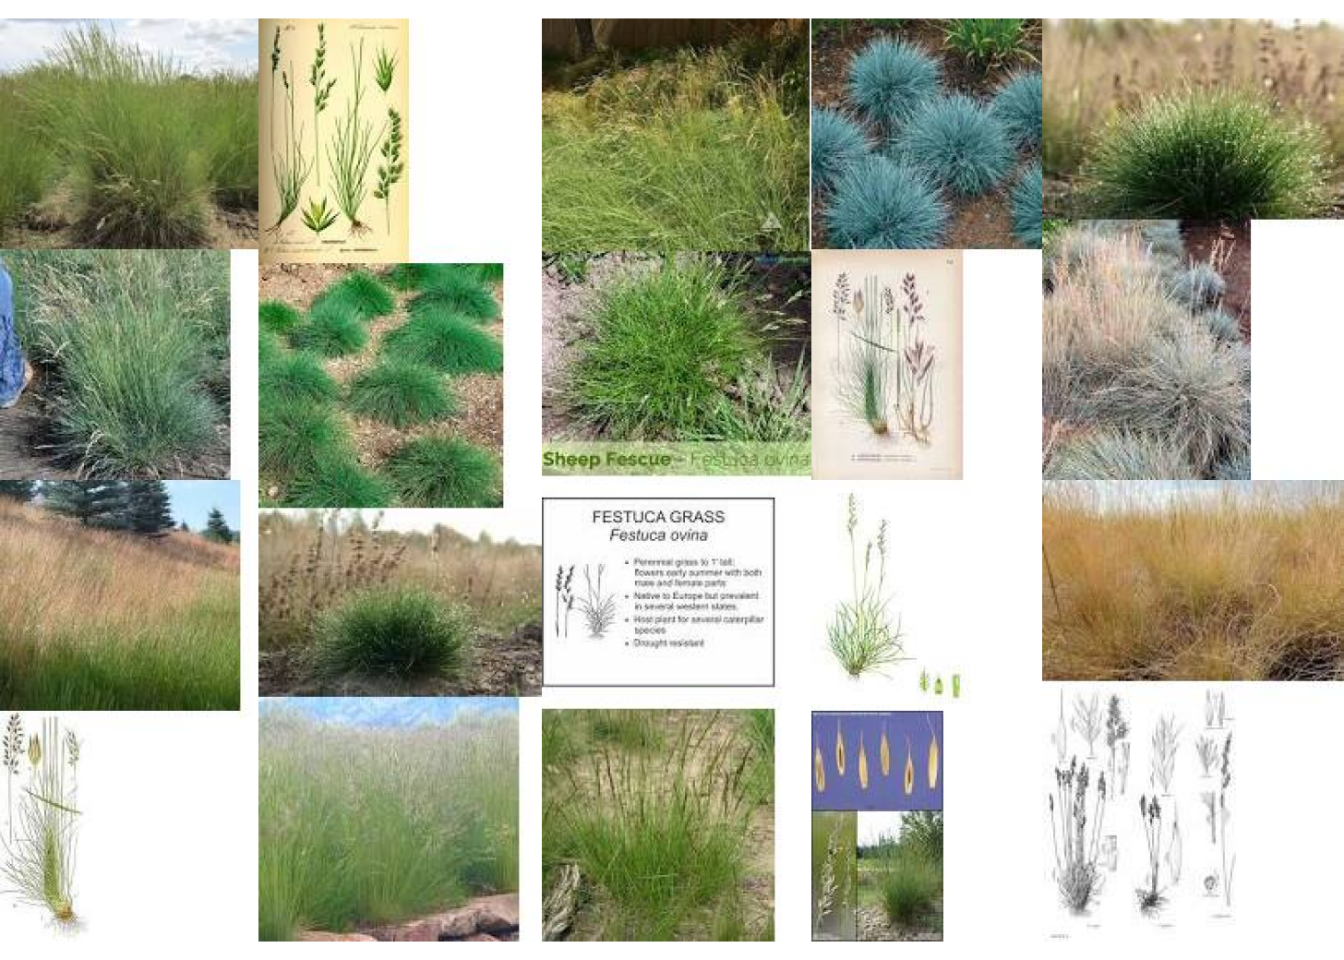 Sheep Fescue - Festuca ovina
FESTUCA GRASS
Festuca ovina
• Perennial grass to 1' tall;
flowers early summer with both
male and female parts
• Native to Europe but prevalent
in several western states.
• Host plant for several caterpillar
species
• Drought resistant